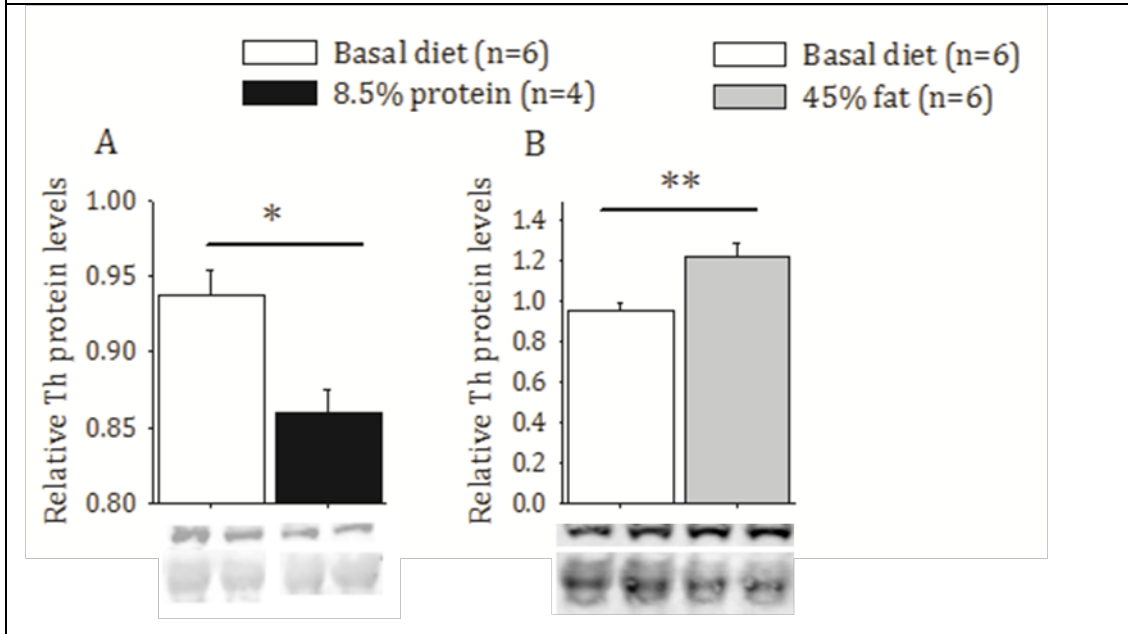 Basal diet (n=6)
8.5% protein (n=4)
Basal diet (n=6)
45% fat (n=6)
A
Relative Th protein levels
1.00
0.95
0.90
0.85
0.80
*
B
Relative Th protein levels
1.4
1.2
1.0
0.8
0.6
0.4
0.2
0.0
**